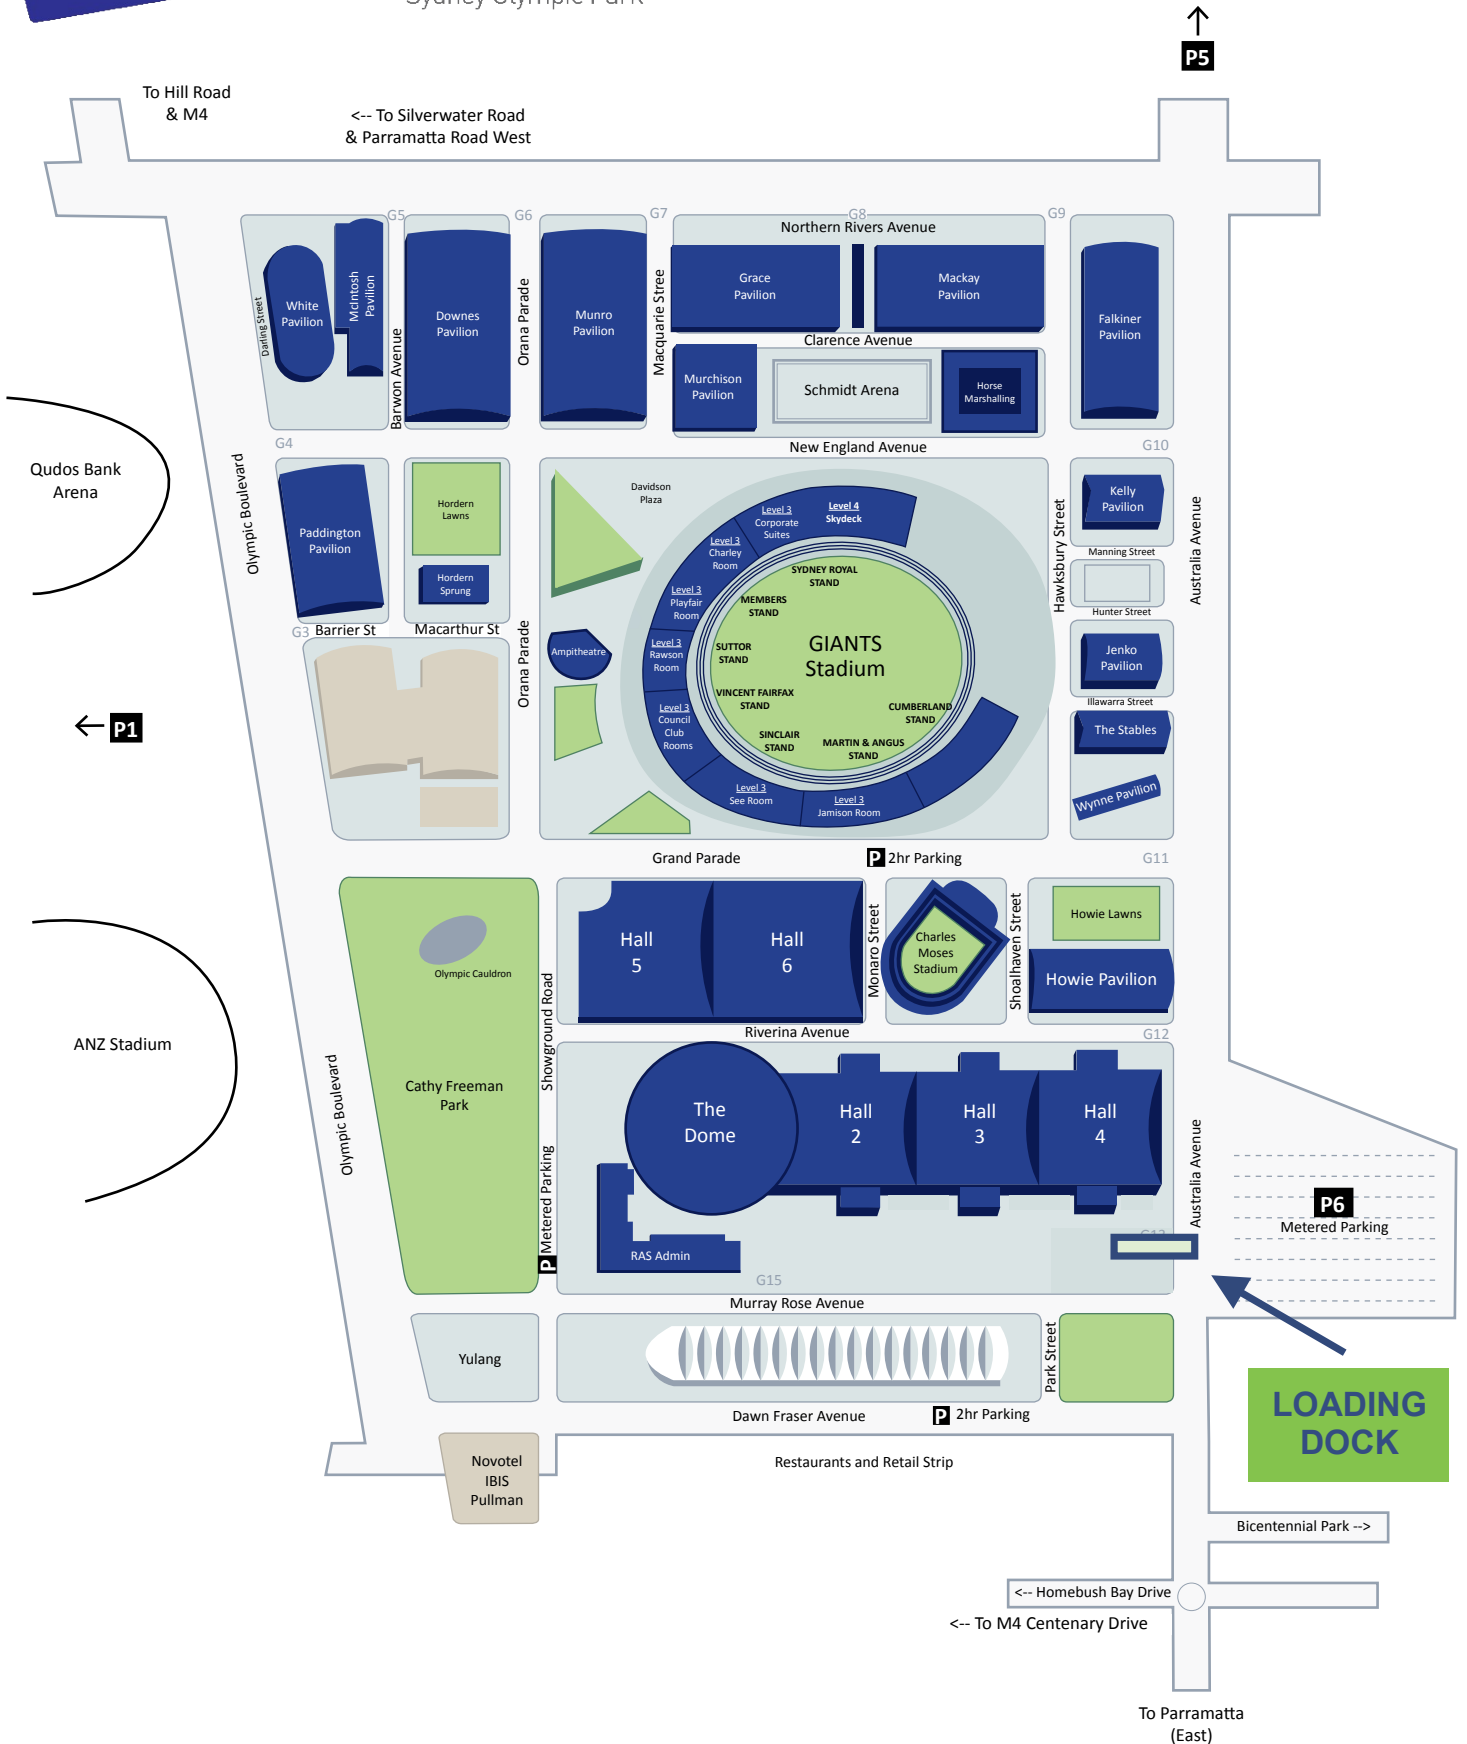 Sydney Olympic Park
P5
To Hill Road
& M4
<-- To Silverwater Road
& Parramatta Road West
G5
G6
G7
G8
G9
Northern Rivers Avenue
White
Pavilion
McIntosh
Pavilion
Darling Street
Barwon Avenue
Downes
Pavilion
Orana Parade
Munro
Pavilion
Macquarie Stree
Grace
Pavilion
Mackay
Pavilion
Falkiner
Pavilion
Clarence Avenue
Murchison
Pavilion
Schmidt Arena
Horse
Marshalling
New England Avenue
G4
G10
Qudos Bank
Arena
Olympic Boulevard
Paddington
Pavilion
Hordern
Lawns
Hordern
Sprung
Davidson
Plaza
Level 3
Corporate
Suites
Level 4
Skydeck
Level 3
Charley
Room
Level 3
Playfair
Room
Level 3
Rawson
Room
Level 3
Council
Club
Rooms
Level 3
See Room
Level 3
Jamison Room
SYDNEY ROYAL
STAND
MEMBERS
STAND
SUTTOR
STAND
VINCENT FAIRFAX
STAND
SINCLAIR
STAND
MARTIN & ANGUS
STAND
CUMBERLAND
STAND
GIANTS
Stadium
Hawksbury Street
Kelly
Pavilion
Manning Street
Hunter Street
Australia Avenue
Jenko
Pavilion
Illawarra Street
The Stables
Wynne Pavilion
G3
Barrier St
Macarthur St
Orana Parade
Ampitheatre
P1
Grand Parade
P 2hr Parking
G11
Olympic Cauldron
Showground Road
Hall
5
Hall
6
Monaro Street
Charles
Moses
Stadium
Shoalhaven Street
Howie Lawns
Howie Pavilion
Riverina Avenue
G12
ANZ Stadium
Olympic Boulevard
Cathy Freeman
Park
P Metered Parking
The
Dome
Hall
2
Hall
3
Hall
4
Australia Avenue
P6
Metered Parking
G13
RAS Admin
G15
Murray Rose Avenue
Yulang
Park Street
LOADING
DOCK
Dawn Fraser Avenue
P 2hr Parking
Novotel
IBIS
Pullman
Restaurants and Retail Strip
Bicentennial Park -->
<-- Homebush Bay Drive
<-- To M4 Centenary Drive
To Parramatta
(East)